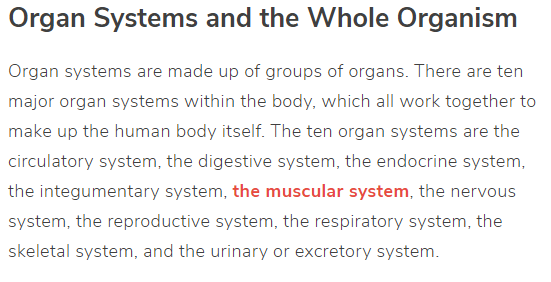 Organ Systems and the Whole Organism
Organ systems are made up of groups of organs. There are ten
major organ systems within the body, which all work together to
make up the human body itself. The ten organ systems are the
circulatory system, the digestive system, the endocrine system,
the integumentary system, the muscular system, the nervous
system, the reproductive system, the respiratory system, the
skeletal system, and the urinary or excretory system.